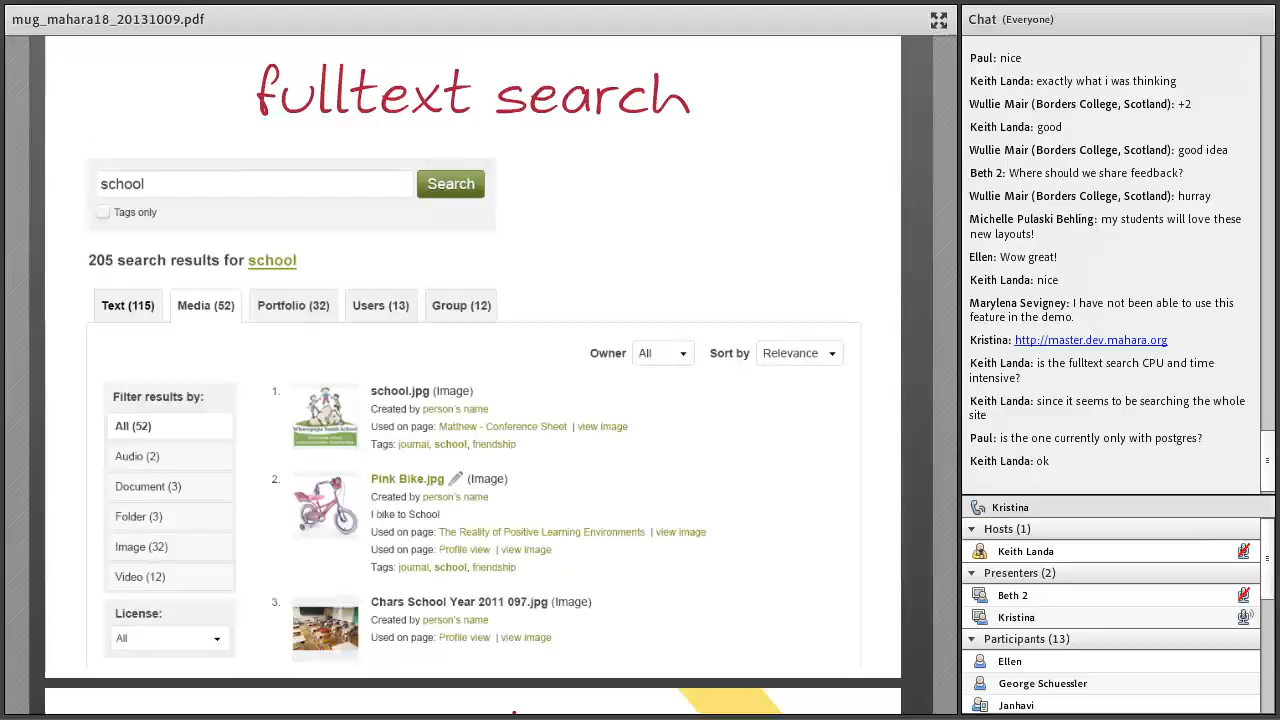 mug_mahara18_20131009.pdf
fulltext search
school
Search
Tags only
205 search results for school
Text (115)
Media (52)
Portfolio (32)
Users (13)
Group (12)
Owner
All
Sort by
Relevance
Filter results by:
All (52)
Audio (2)
Document (3)
Folder (3)
Image (32)
Video (12)
License:
All
1.
school.jpg (Image)
Created by person's name
Used on page: Matthew - Conference Sheet | view image
Tags: journal, school, friendship
2.
Pink Bike.jpg (Image)
Created by person's name
I bike to School
Used on page: The Reality of Positive Learning Environments | view image
Used on page: Profile view | view image
Tags: journal, school, friendship
3.
Chars School Year 2011 097.jpg (Image)
Created by person's name
Used on page: Profile view | view image
Chat (Everyone)
Paul: nice
Keith Landa: exactly what i was thinking
Wullie Mair (Borders College, Scotland): +2
Keith Landa: good
Wullie Mair (Borders College, Scotland): good idea
Beth 2: Where should we share feedback?
Wullie Mair (Borders College, Scotland): hurray
Michelle Pulaski Behling: my students will love these
new layouts!
Ellen: Wow great!
Keith Landa: nice
Marylena Sevigney: I have not been able to use this
feature in the demo.
Kristina: http://master.dev.mahara.org
Keith Landa: is the fulltext search CPU and time
intensive?
Keith Landa: since it seems to be searching the whole
site
Paul: is the one currently only with postgres?
Keith Landa: ok
Kristina
Hosts (1)
Keith Landa
Presenters (2)
Beth 2
Kristina
Participants (13)
Ellen
George Schuessler
Janhavi